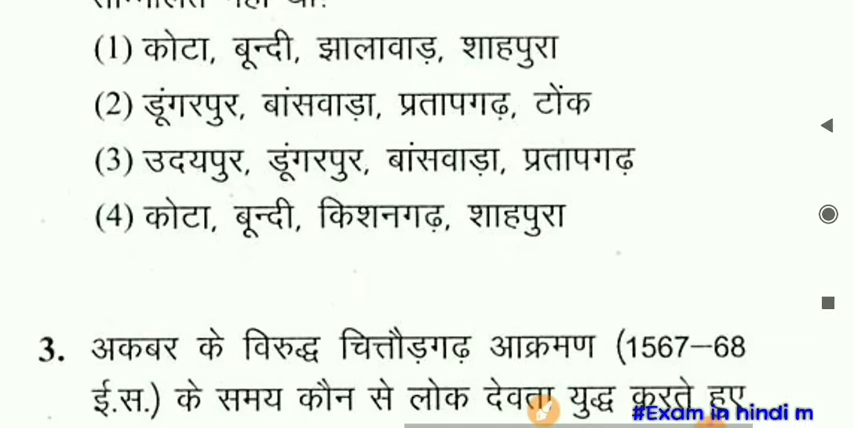 (1) कोटा, बून्दी, झालावाड़, शाहपुरा
(2) डूंगरपुर, बांसवाड़ा, प्रतापगढ़, टोंक
(3) उदयपुर, डूंगरपुर, बांसवाड़ा, प्रतापगढ़
(4) कोटा, बून्दी, किशनगढ़, शाहपुरा
3. अकबर के विरुद्ध चित्तौड़गढ़ आक्रमण (1567–68
ई.स.) के समय कौन से लोक देवता युद्ध करते हुए
#Exam in hindi m